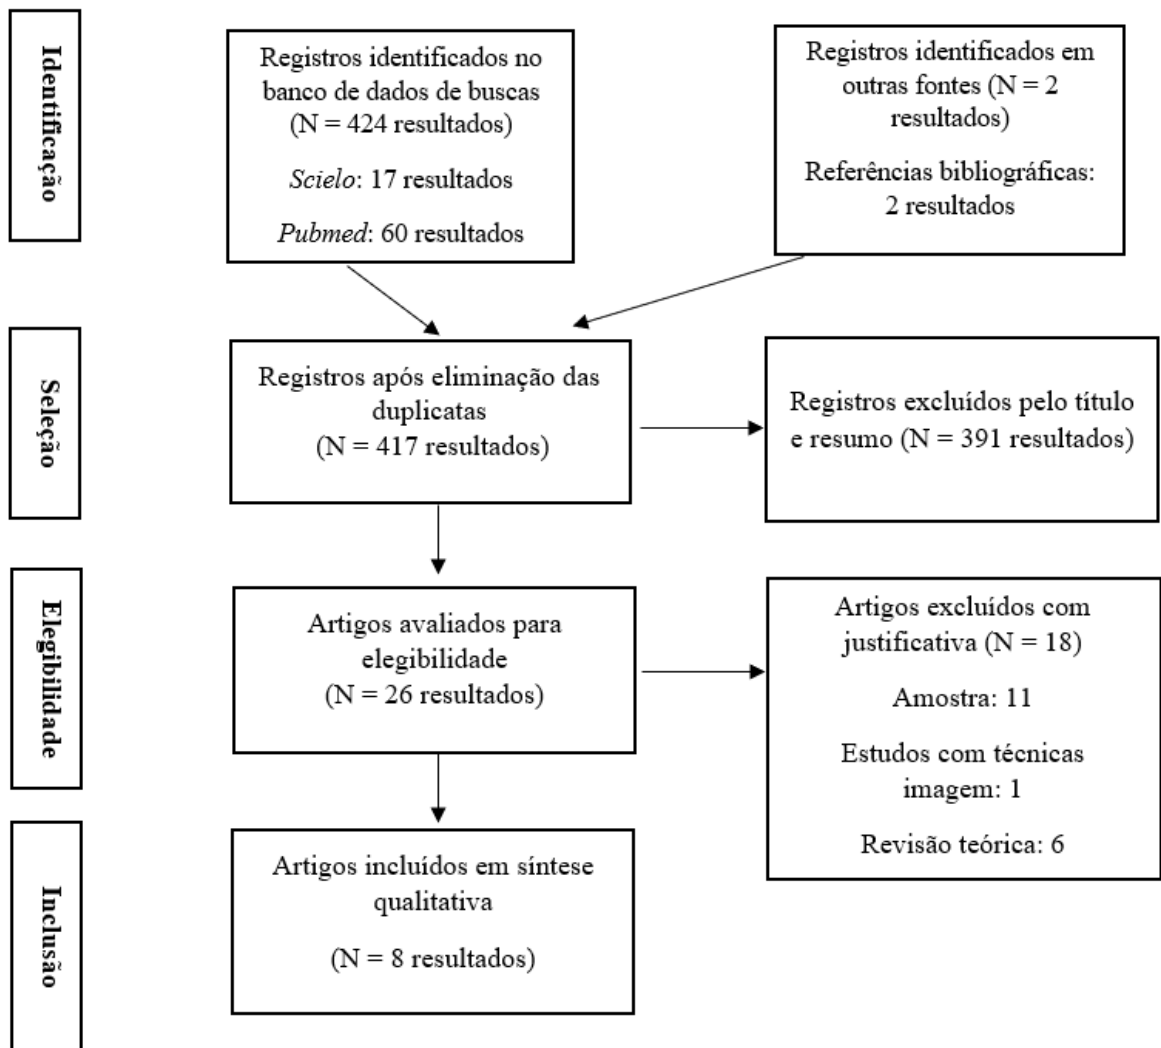 Identificação
Registros identificados no
banco de dados de buscas
(N = 424 resultados)
Scielo: 17 resultados
Pubmed: 60 resultados
Registros identificados em
outras fontes (N = 2
resultados)
Referências bibliográficas:
2 resultados
Seleção
Registros após eliminação das
duplicatas
(N = 417 resultados)
Registros excluídos pelo título
e resumo (N = 391 resultados)
Elegibilidade
Artigos avaliados para
elegibilidade
(N = 26 resultados)
Artigos excluídos com
justificativa (N = 18)
Amostra: 11
Estudos com técnicas
imagem: 1
Revisão teórica: 6
Inclusão
Artigos incluídos em síntese
qualitativa
(N = 8 resultados)